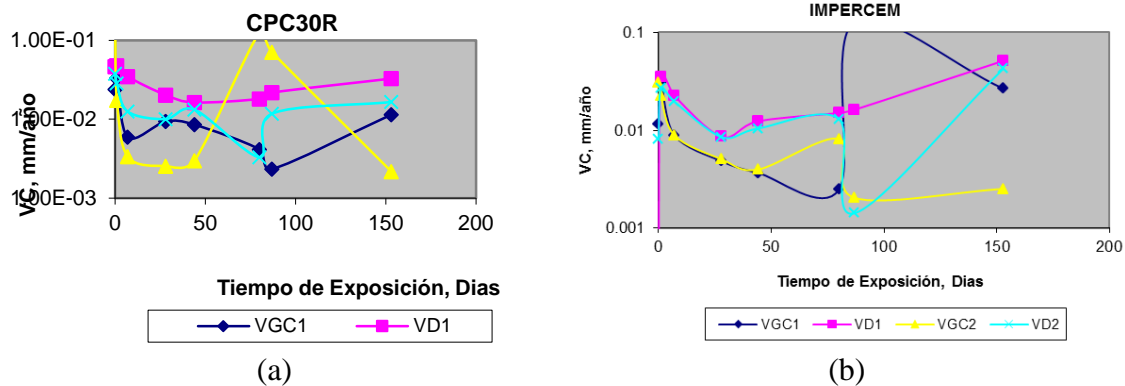 (a)
CPC30R
1.00E-01
1.00E-02
1.00E-03
VC, mm/año
0
50
100
150
200
Tiempo de Exposición, Dias
VGC1
VD1
IMPERCEM
0.1
0.01
0.001
VC, mm/año
0
50
100
150
200
Tiempo de Exposición, Dias
VGC1
VD1
VGC2
VD2
(a)
(b)